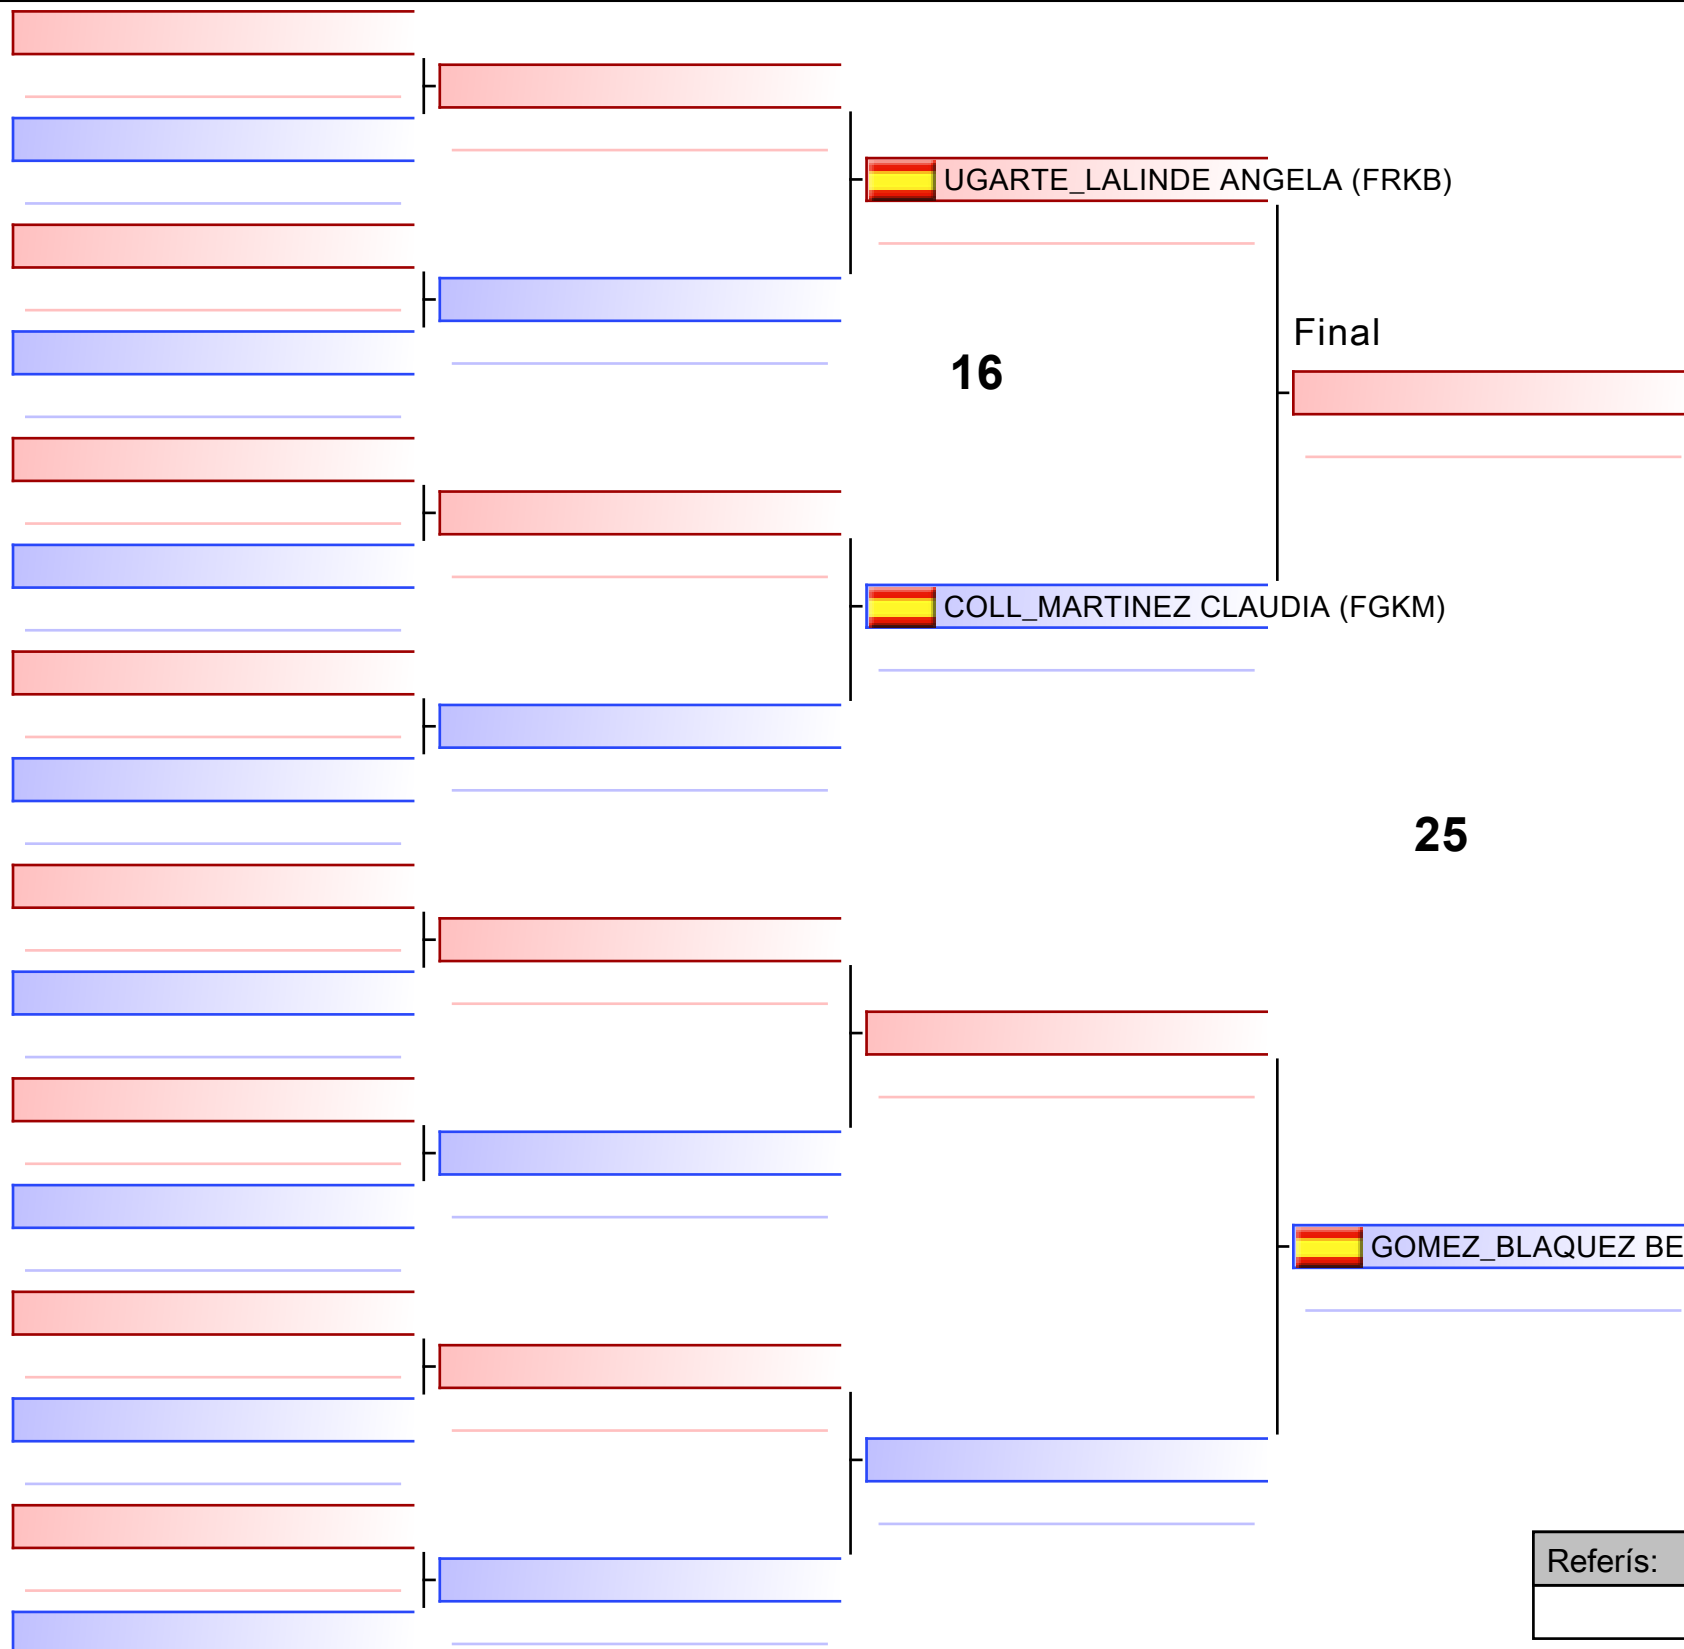 UGARTE_LALINDE ANGELA (FRKB)
Final
16
COLL_MARTINEZ CLAUDIA (FGKM)
25
GOMEZ_BLAQUEZ BE
Referís: